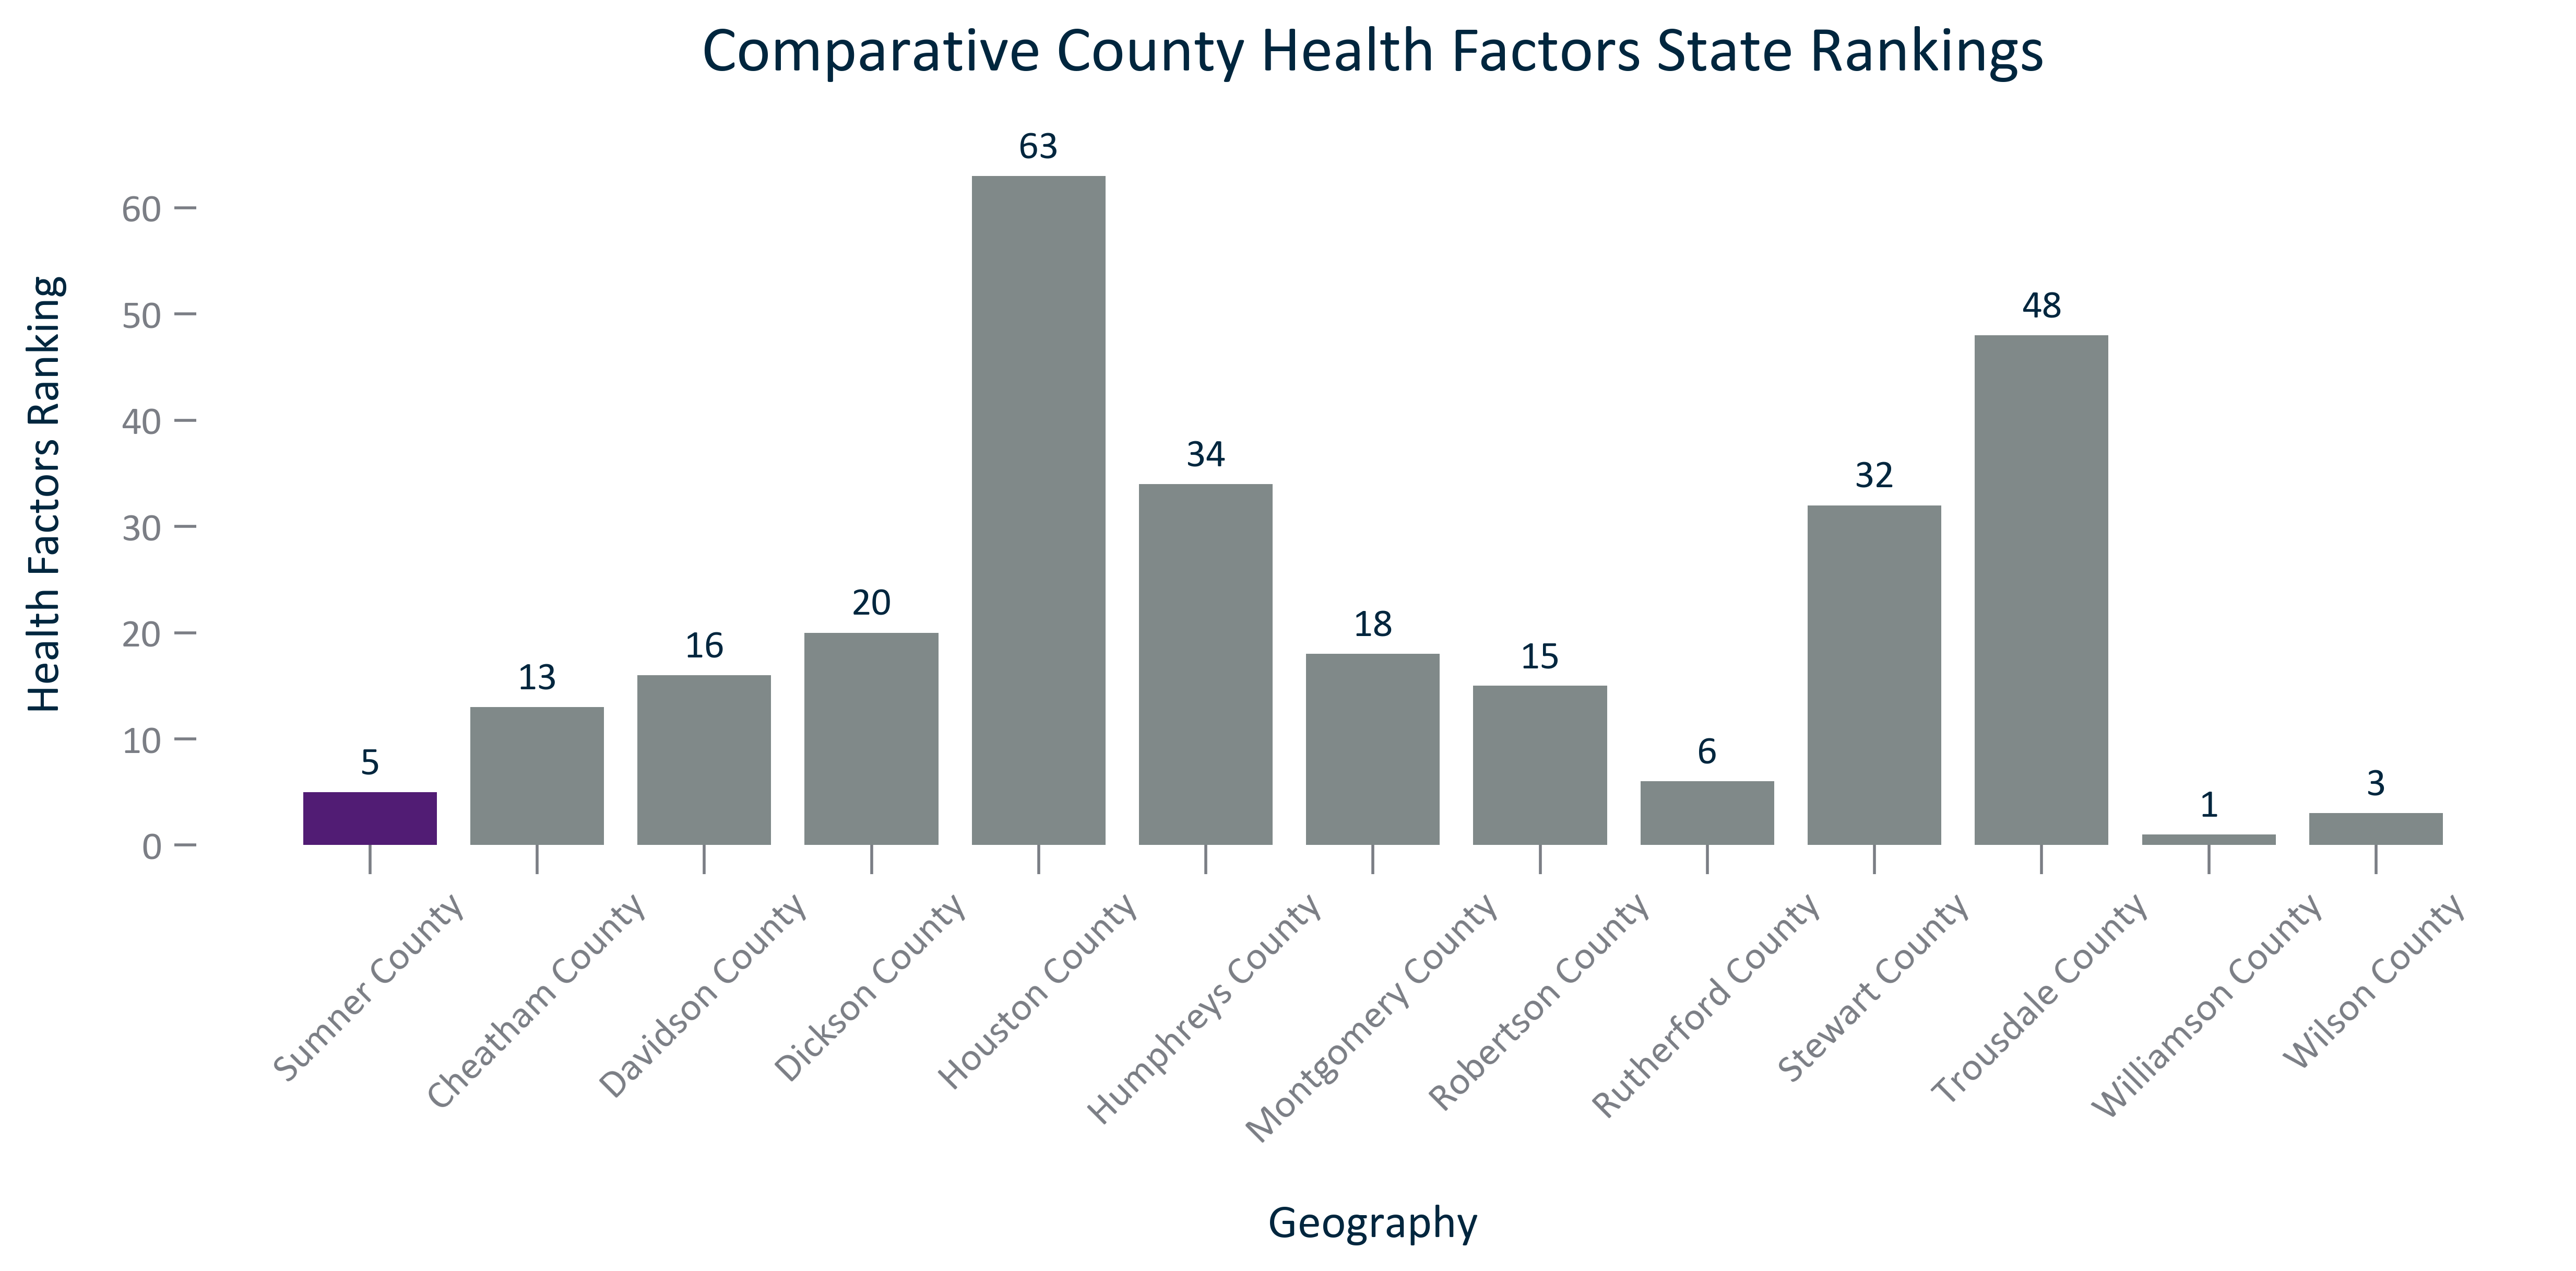 Comparative County Health Factors State Rankings
Health Factors Ranking
60
50
40
30
20
10
0
5
13
16
20
63
34
18
15
6
32
48
1
3
Sumner County
Cheatham County
Davidson County
Dickson County
Houston County
Humphreys County
Montgomery County
Robertson County
Rutherford County
Stewart County
Trousdale County
Williamson County
Wilson County
Geography